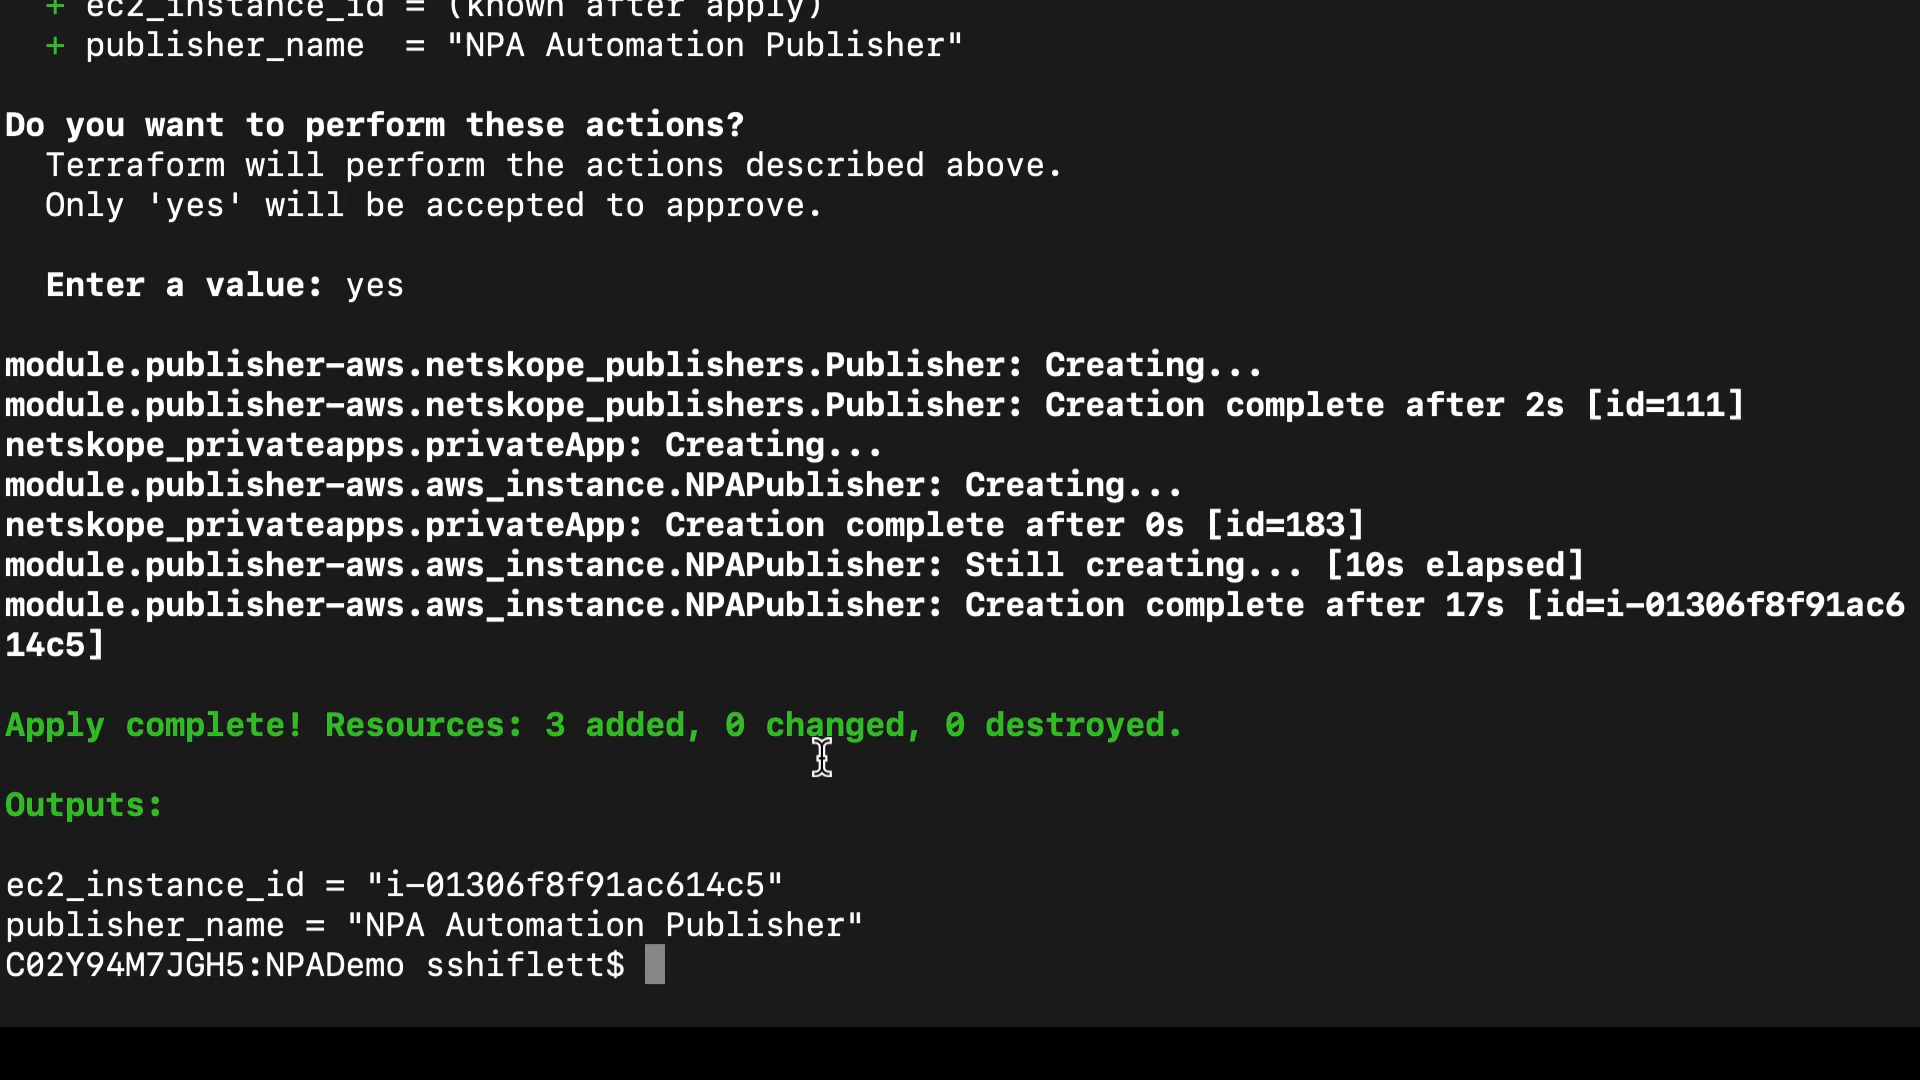 + ec2_instance_id = (known after apply)
+ publisher_name  = "NPA Automation Publisher"
Do you want to perform these actions?
Terraform will perform the actions described above.
Only 'yes' will be accepted to approve.
Enter a value: yes
module.publisher-aws.netskope_publishers.Publisher: Creating...
module.publisher-aws.netskope_publishers.Publisher: Creation complete after 2s [id=111]
netskope_privateapps.privateApp: Creating...
module.publisher-aws.aws_instance.NPAPublisher: Creating...
netskope_privateapps.privateApp: Creation complete after 0s [id=183]
module.publisher-aws.aws_instance.NPAPublisher: Still creating... [10s elapsed]
module.publisher-aws.aws_instance.NPAPublisher: Creation complete after 17s [id=i-01306f8f91ac6
14c5]
Apply complete! Resources: 3 added, 0 changed, 0 destroyed.
Outputs:
ec2_instance_id = "i-01306f8f91ac614c5"
publisher_name = "NPA Automation Publisher"
C02Y94M7JGH5:NPADemo sshiflett$